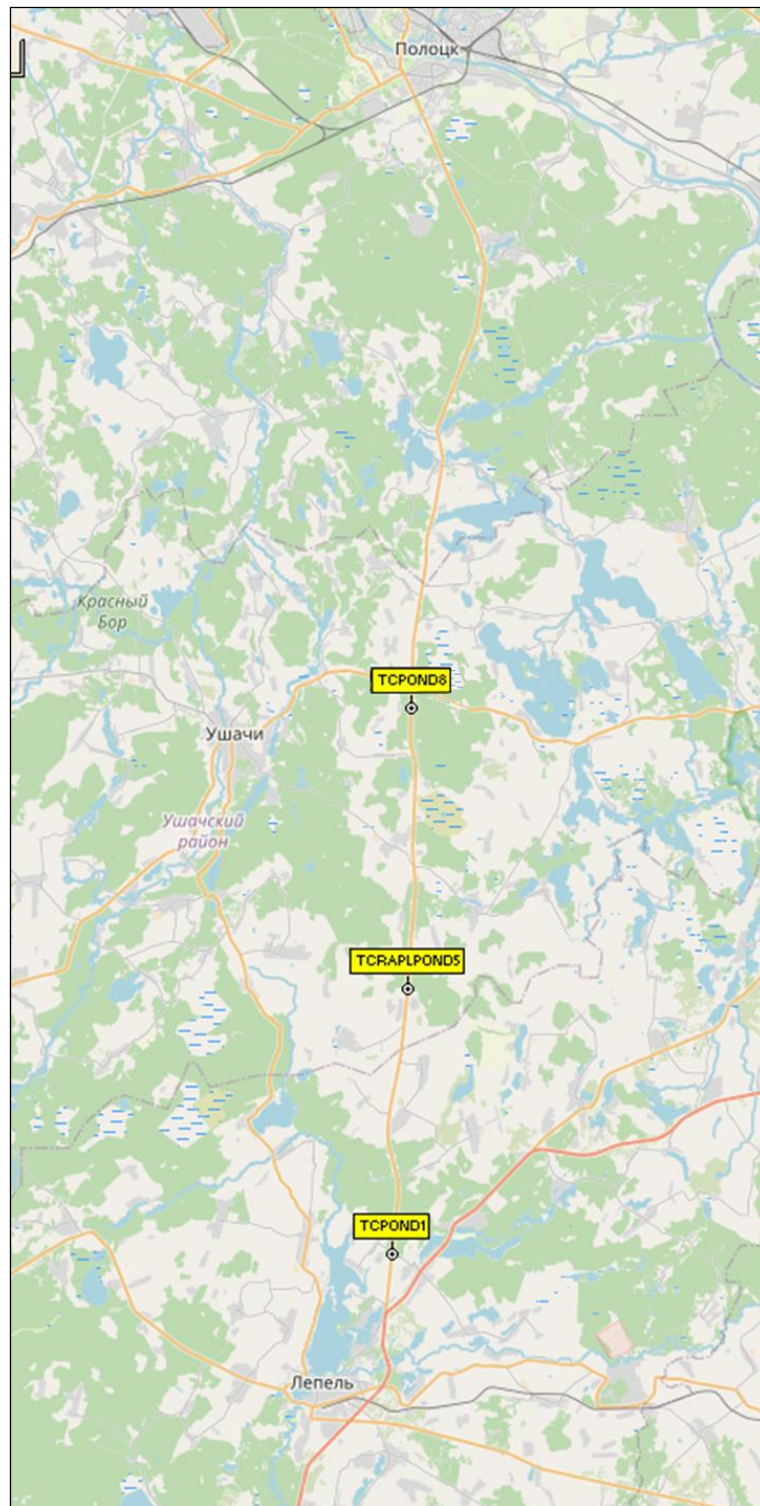 Полоцк
Красный
Бор
TCPOND8
Ушачи
Ушачский
район
TCRAPLPOND5
TCPOND1
Лепель